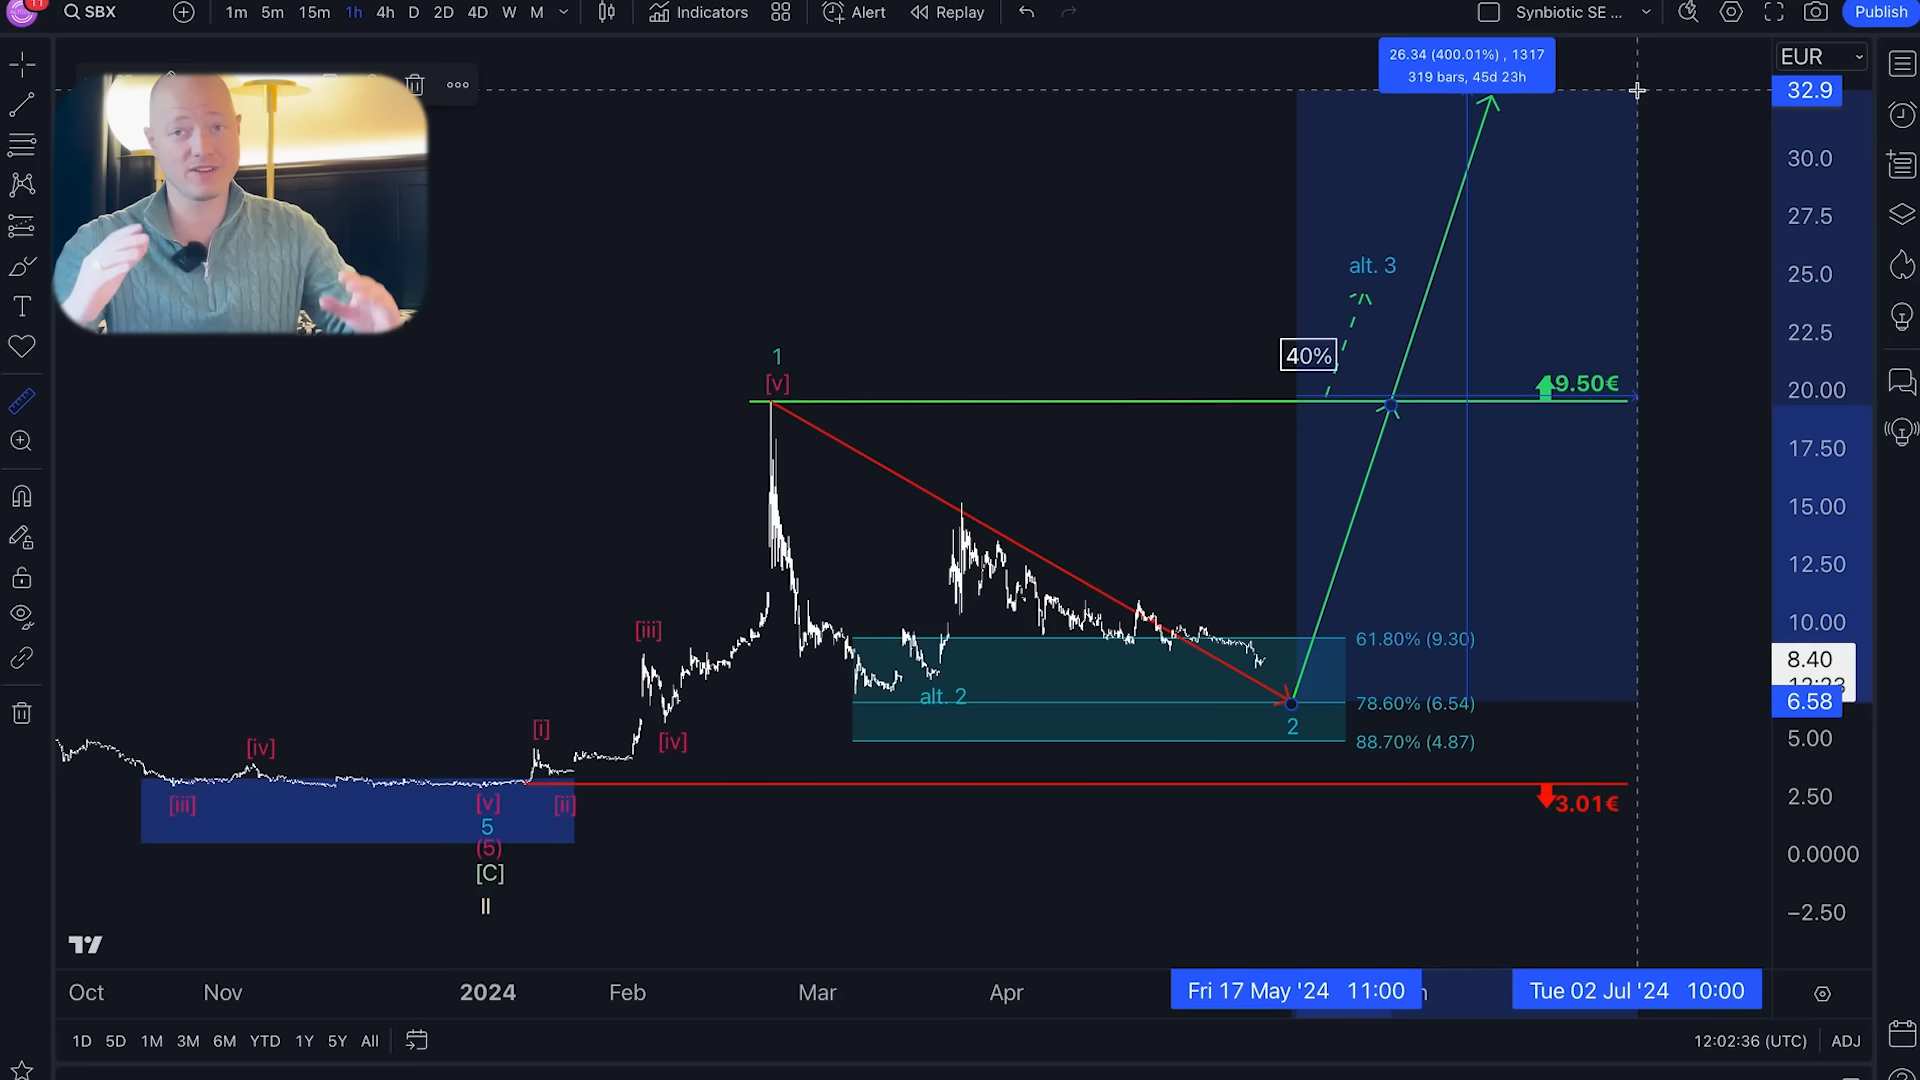 11
SBX
1m 5m 15m 1h 4h D 2D 4D W M
Indicators
Alert
Replay
Synbiotic SE ...
Publish
26.34 (400.01%) , 1317
319 bars, 45d 23h
EUR
32.9
30.0
27.5
25.0
22.5
20.00
17.50
15.00
12.50
10.00
8.40
6.58
5.00
2.50
0.0000
−2.50
alt. 3
40%
9.50€
1
[v]
[iii]
[iv]
alt. 2
61.80% (9.30)
78.60% (6.54)
88.70% (4.87)
2
3.01€
[iv]
[i]
[iii]
[v]
[ii]
5
(5)
[C]
II
Oct Nov 2024 Feb Mar Apr
Fri 17 May '24 11:00
Tue 02 Jul '24 10:00
1D 5D 1M 3M 6M YTD 1Y 5Y All
12:02:36 (UTC)
ADJ